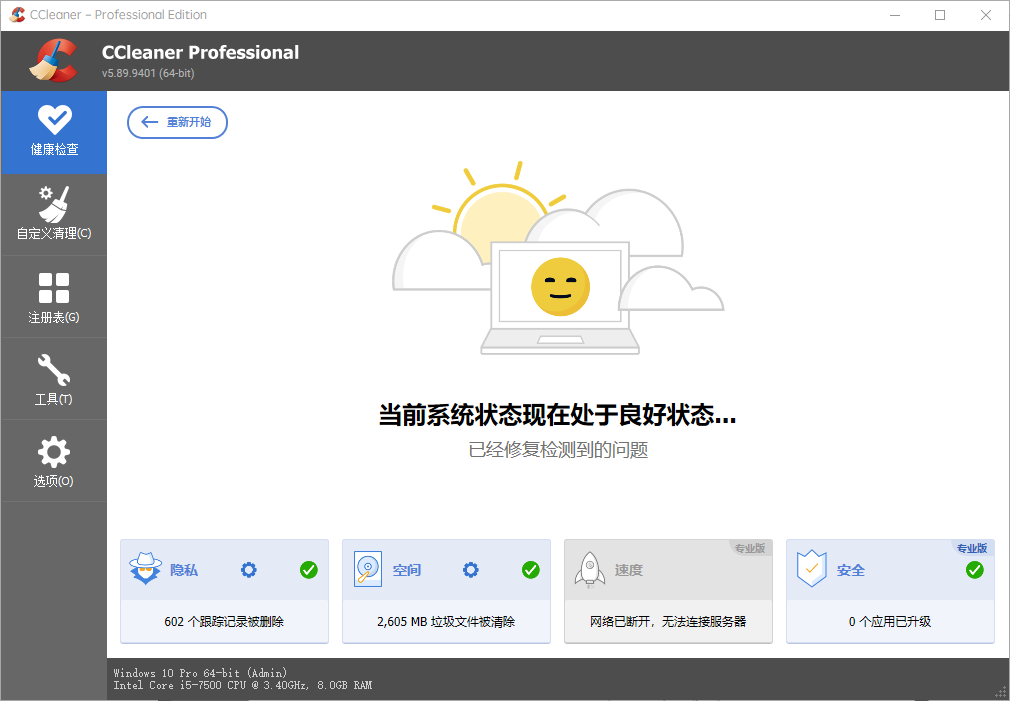 CCleaner – Professional Edition
CCleaner Professional
v5.89.9401 (64-bit)
健康检查
自定义清理(C)
注册表(G)
工具(T)
选项(O)
重新开始
当前系统状态现在处于良好状态...
已经修复检测到的问题
隐私
602 个跟踪记录被删除
空间
2,605 MB 垃圾文件被清除
专业版
速度
网络已断开，无法连接服务器
专业版
安全
0 个应用已升级
Windows 10 Pro 64-bit (Admin)
Intel Core i5-7500 CPU @ 3.40GHz, 8.0GB RAM